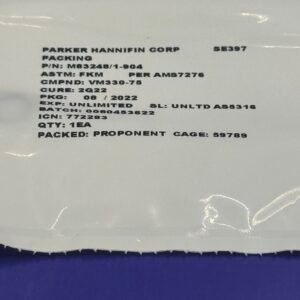 PARKER HANNIFIN CORP SE397
PACKING
P/N: M83248/1-904
ASTM: FKM PER AMS7276
CMPND: VM330-75
CURE: 2Q22
PKG: 08 / 2022
EXP: UNLIMITED SL: UNLTD AS5316
BATCH: 0080453622
ICN: 772283
QTY: 1EA
PACKED: PROPONENT CAGE: 59789